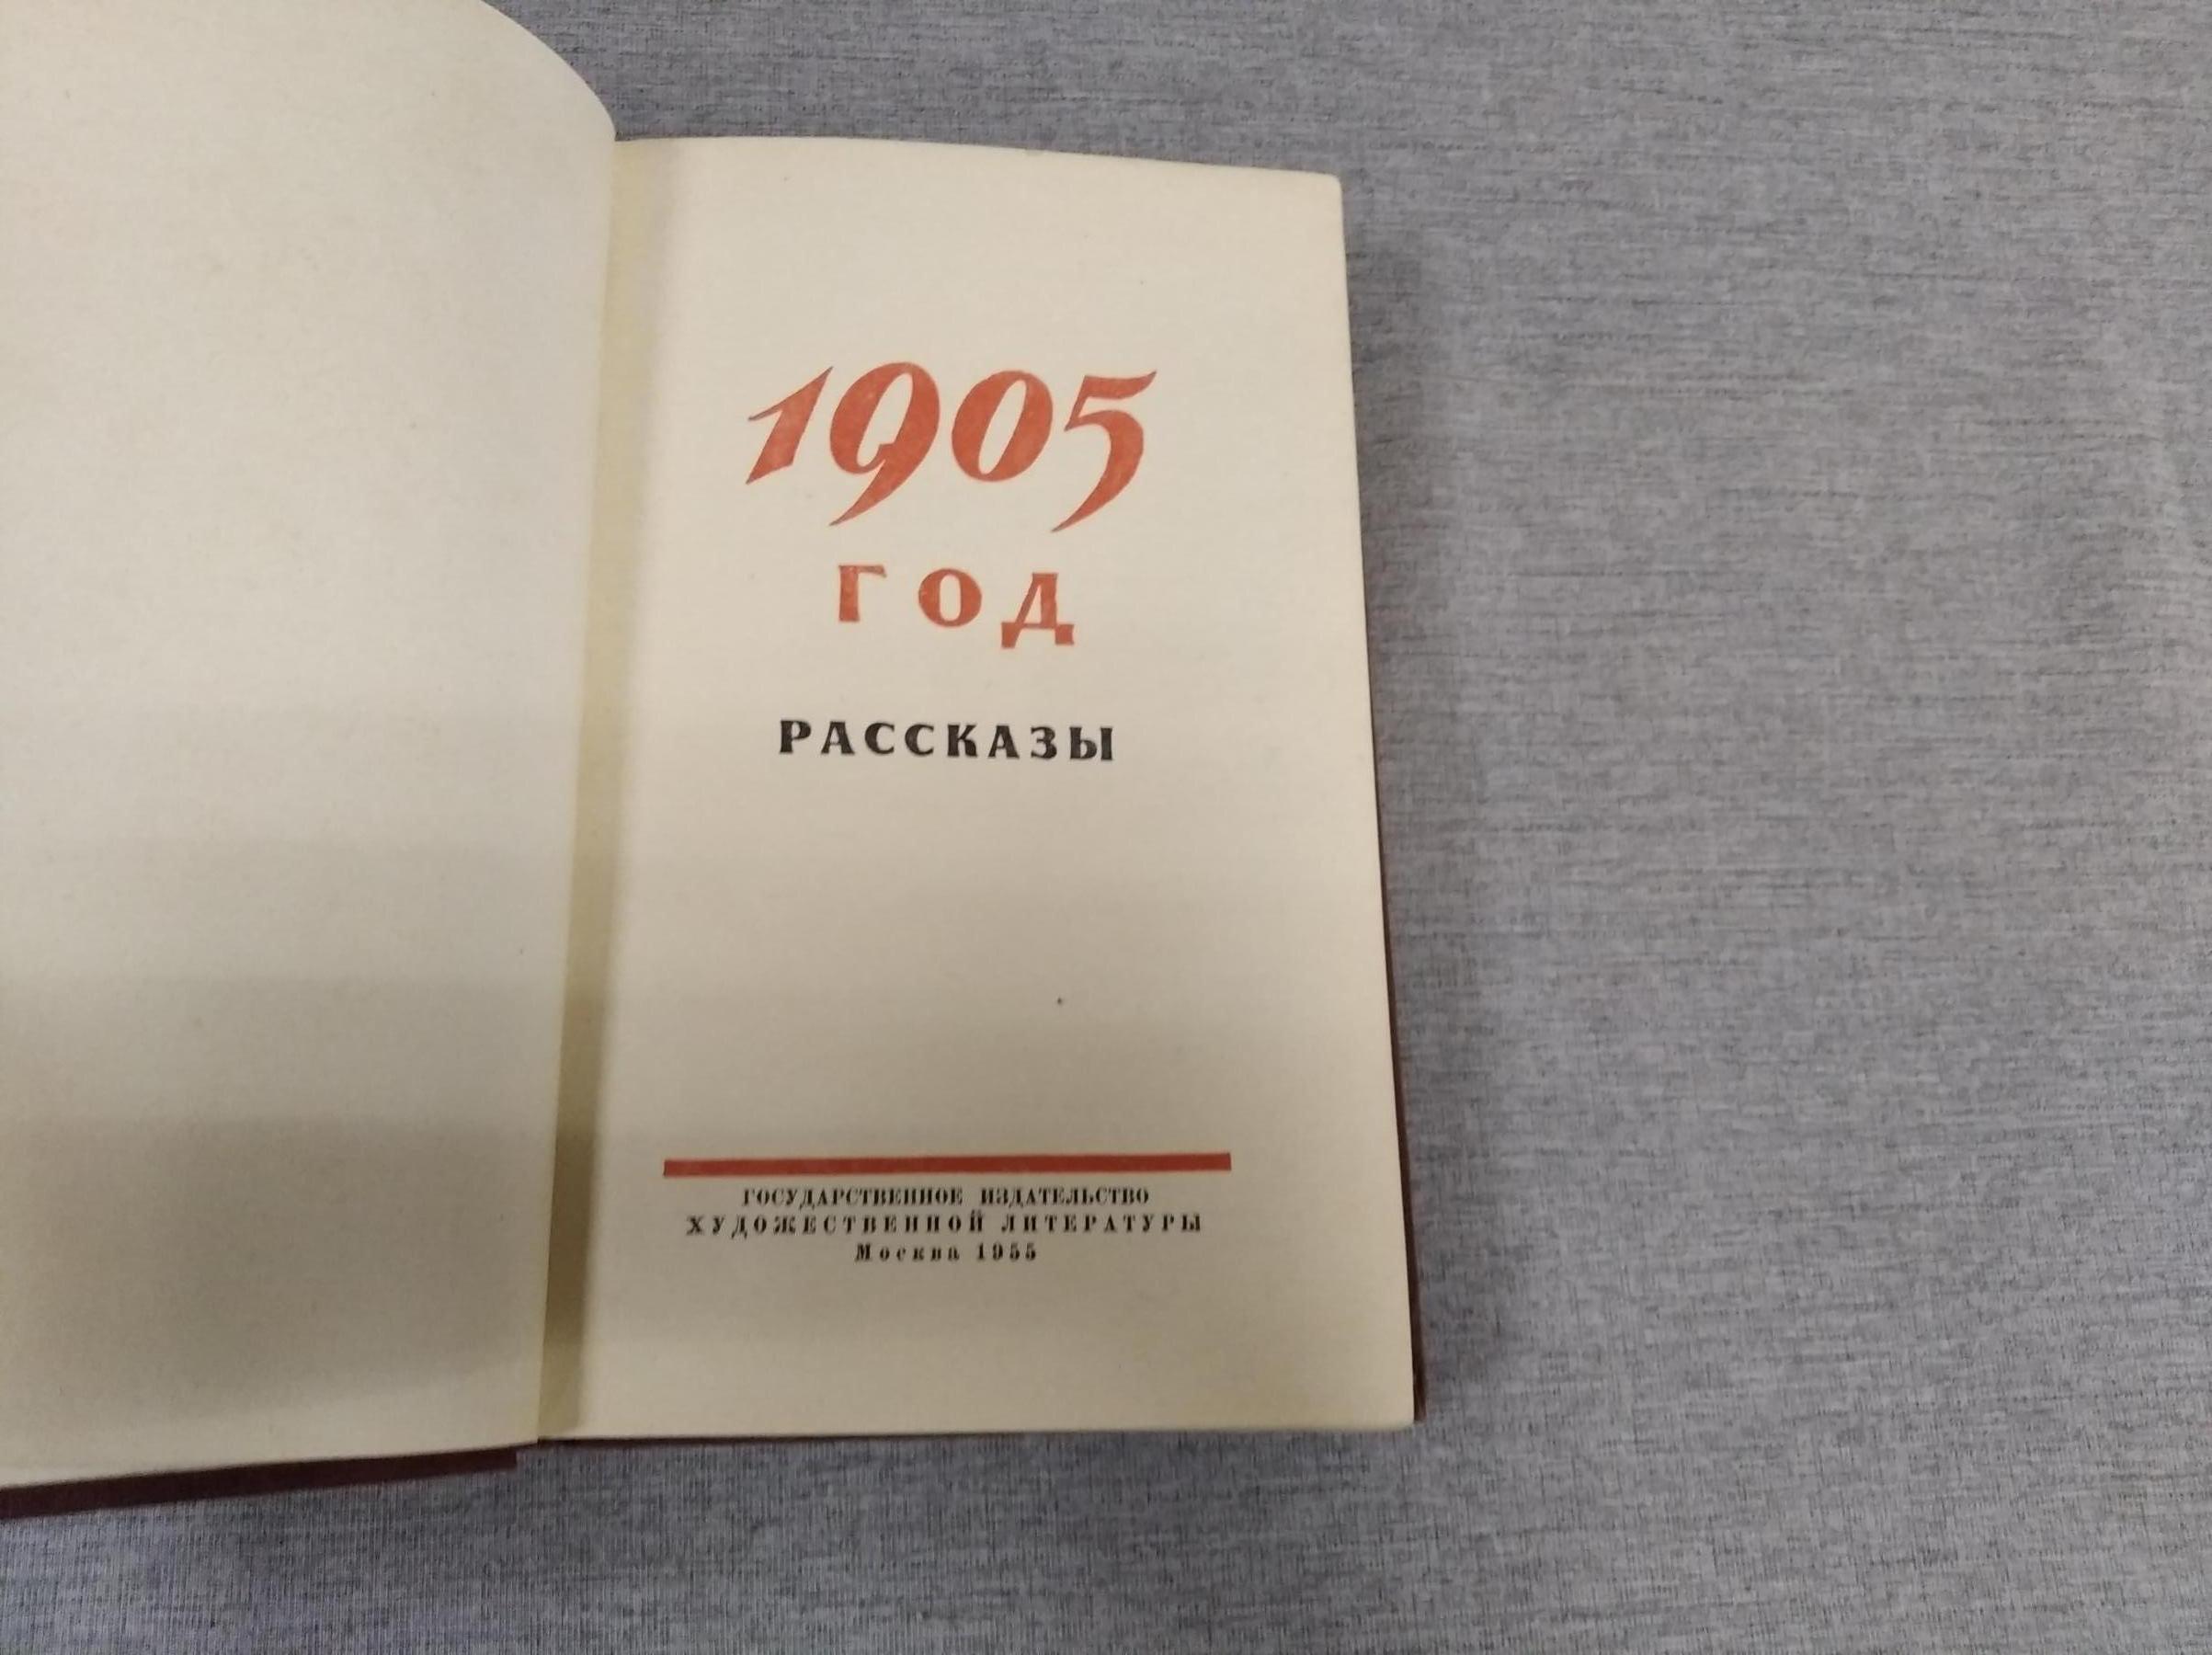 1905
ГОД
РАССКАЗЫ
ГОСУДАРСТВЕННОЕ ИЗДАТЕЛЬСТВО
ХУДОЖЕСТВЕННОЙ ЛИТЕРАТУРЫ
Москва 1955